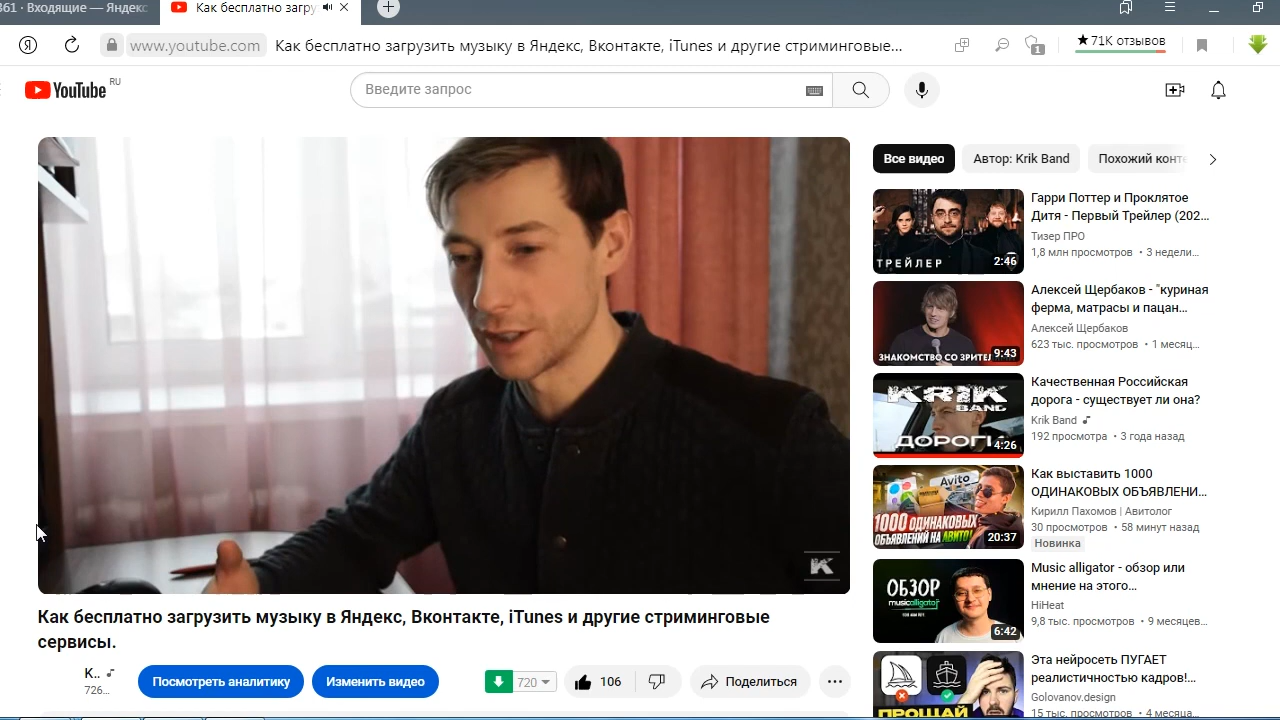 361 · Входящие — Яндекс
Как бесплатно загру
www.youtube.com
Как бесплатно загрузить музыку в Яндекс, Вконтакте, iTunes и другие стриминговые...
1
★71K отзывов
YouTube RU
Введите запрос
Все видео
Автор: Krik Band
Похожий конте
Гарри Поттер и Проклятое
Дитя - Первый Трейлер (202...
Тизер ПРО
1,8 млн просмотров • 3 недели...
ТРЕЙЛЕР
2:46
Алексей Щербаков - "куриная
ферма, матрасы и пацан...
Алексей Щербаков
623 тыс. просмотров • 1 месяц...
ЗНАКОМСТВО СО ЗРИТЕЛ
9:43
Качественная Российская
дорога - существует ли она?
Krik Band
192 просмотра • 3 года назад
KRIK
BAND
ДОРОГИ
4:26
Как выставить 1000
ОДИНАКОВЫХ ОБЪЯВЛЕНИ...
Кирилл Пахомов | Авитолог
30 просмотров • 58 минут назад
Новинка
Avito
1000 ОДИНАКОВЫХ
ОБЪЯВЛЕНИЙ НА АВИТО!
20:37
Music alligator - обзор или
мнение на этого...
HiHeat
9,8 тыс. просмотров • 9 месяцев...
ОБЗОР
musicalligator
6:42
Эта нейросеть ПУГАЕТ
реалистичностью кадров!...
Golovanov.design
15 тыс. просмотров • 4 месяца...
ПРОЩАЙ
K
Как бесплатно загрузить музыку в Яндекс, Вконтакте, iTunes и другие стриминговые
сервисы.
K...
726...
Посмотреть аналитику
Изменить видео
720
106
Поделиться